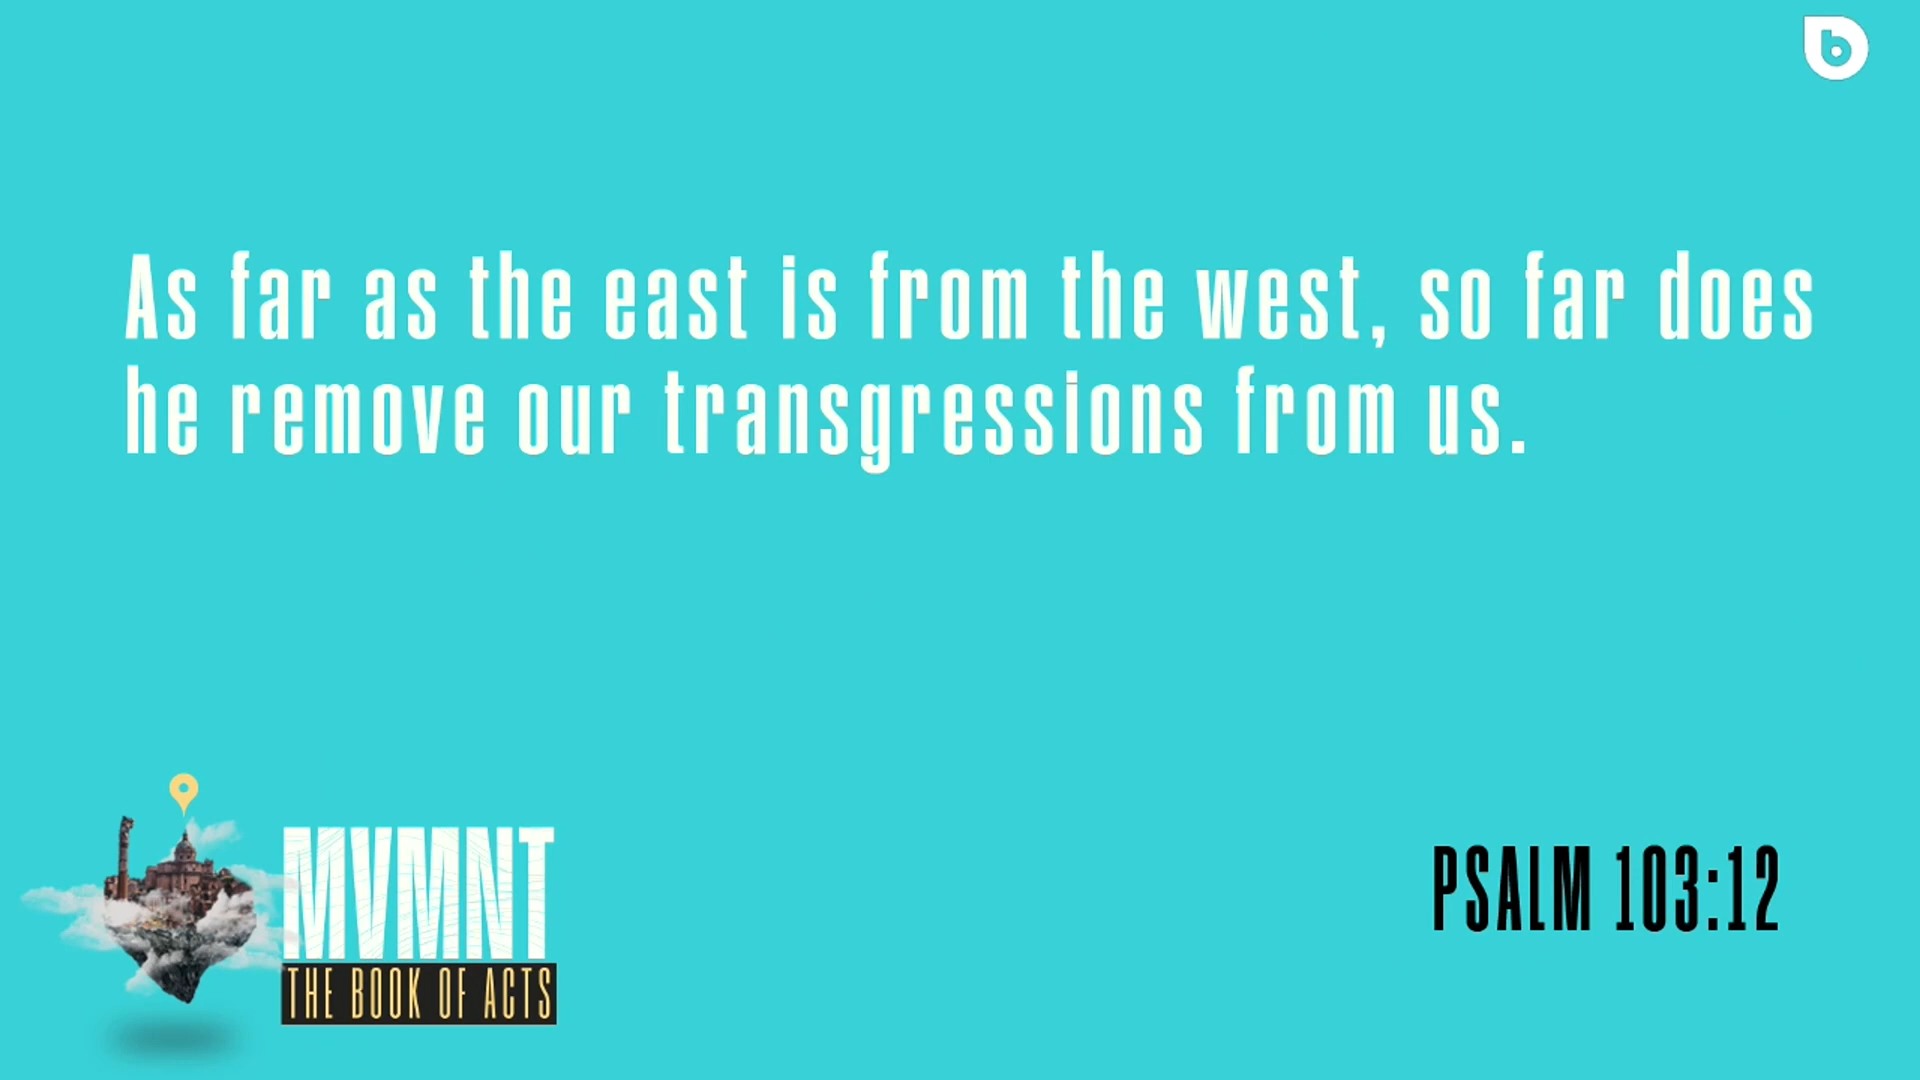 b
As far as the east is from the west, so far does
he remove our transgressions from us.
MVMNT
THE BOOK OF ACTS
PSALM 103:12